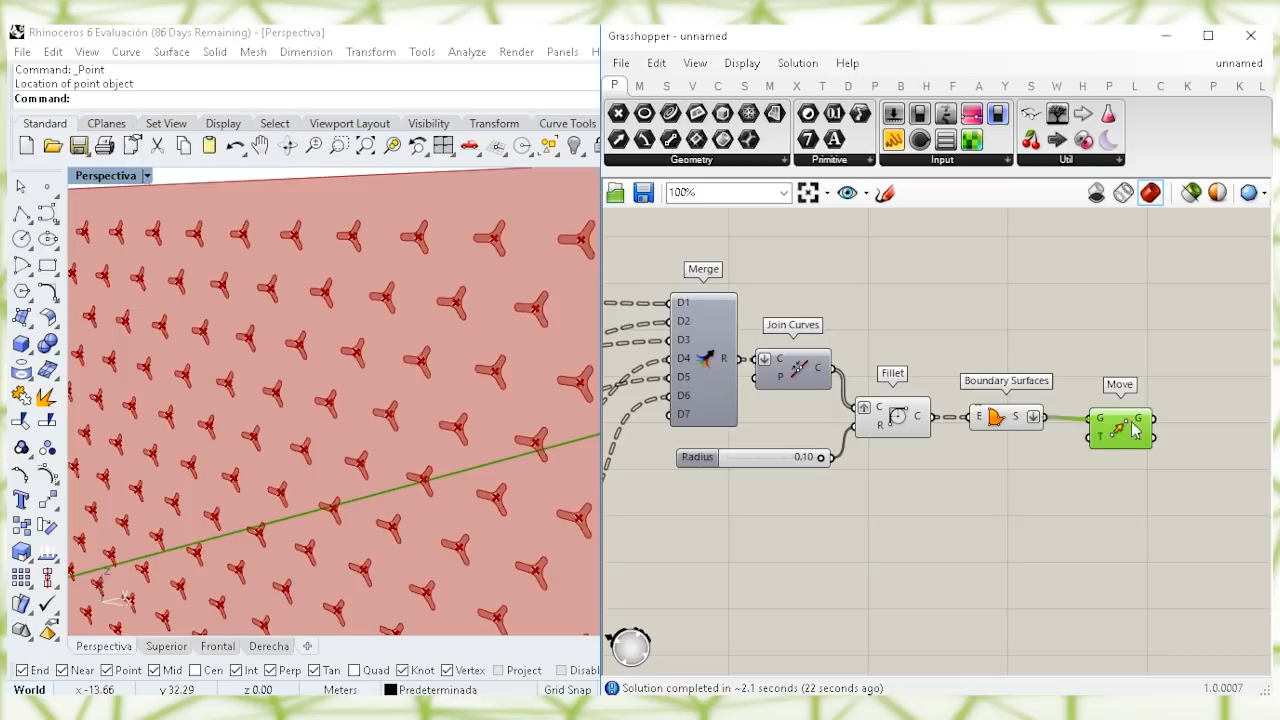 Rhinoceros 6 Evaluación (86 Days Remaining) - [Perspectiva]
File Edit View Curve Surface Solid Mesh Dimension Transform Tools Analyze Render Panels H
Command: _Point
Location of point object
Command:
Standard CPlanes Set View Display Select Viewport Layout Visibility Transform Curve Tools
Perspectiva
z
y
Perspectiva Superior Frontal Derecha
End Near Point Mid Cen Int Perp Tan Quad Knot Vertex Project Disabl
World x -13.66 y 32.29 z 0.00 Meters Predeterminada Grid Snap
Grasshopper - unnamed
File Edit View Display Solution Help unnamed
P M S V C S M X T D P B H F A Y S W H P L C K K L
Geometry Primitive Input Util
100%
Merge
D1
D2
D3
D4 R
D5
D6
D7
Join Curves
C C
P
Radius 0.10
Fillet
C C
R
Boundary Surfaces
E S
Move
G G
T
Solution completed in ~2.1 seconds (22 seconds ago) 1.0.0007